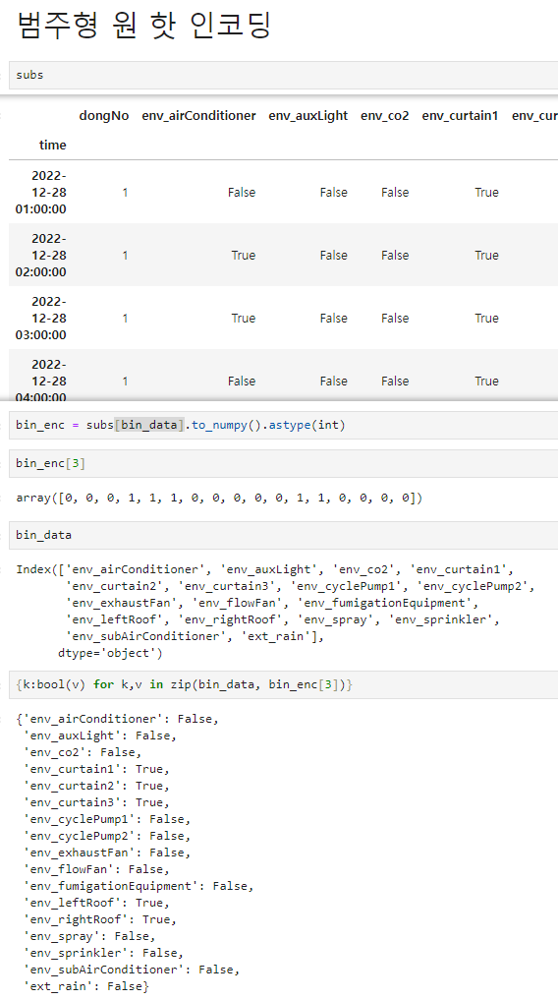 범주형 원 핫 인코딩
subs
dongNo env_airConditioner env_auxLight env_co2 env_curtain1 env_cur
time
2022-
12-28
01:00:00
1 False False False True
2022-
12-28
02:00:00
1 True False False True
2022-
12-28
03:00:00
1 True False False True
2022-
12-28
04:00:00
1 False False False True
bin_enc = subs[bin_data].to_numpy().astype(int)
bin_enc[3]
array([0, 0, 0, 1, 1, 1, 0, 0, 0, 0, 0, 1, 1, 0, 0, 0, 0])
bin_data
Index(['env_airConditioner', 'env_auxLight', 'env_co2', 'env_curtain1',
'env_curtain2', 'env_curtain3', 'env_cyclePump1', 'env_cyclePump2',
'env_exhaustFan', 'env_flowFan', 'env_fumigationEquipment',
'env_leftRoof', 'env_rightRoof', 'env_spray', 'env_sprinkler',
'env_subAirConditioner', 'ext_rain'],
dtype='object')
{k:bool(v) for k,v in zip(bin_data, bin_enc[3])}
{'env_airConditioner': False,
'env_auxLight': False,
'env_co2': False,
'env_curtain1': True,
'env_curtain2': True,
'env_curtain3': True,
'env_cyclePump1': False,
'env_cyclePump2': False,
'env_exhaustFan': False,
'env_flowFan': False,
'env_fumigationEquipment': False,
'env_leftRoof': True,
'env_rightRoof': True,
'env_spray': False,
'env_sprinkler': False,
'env_subAirConditioner': False,
'ext_rain': False}